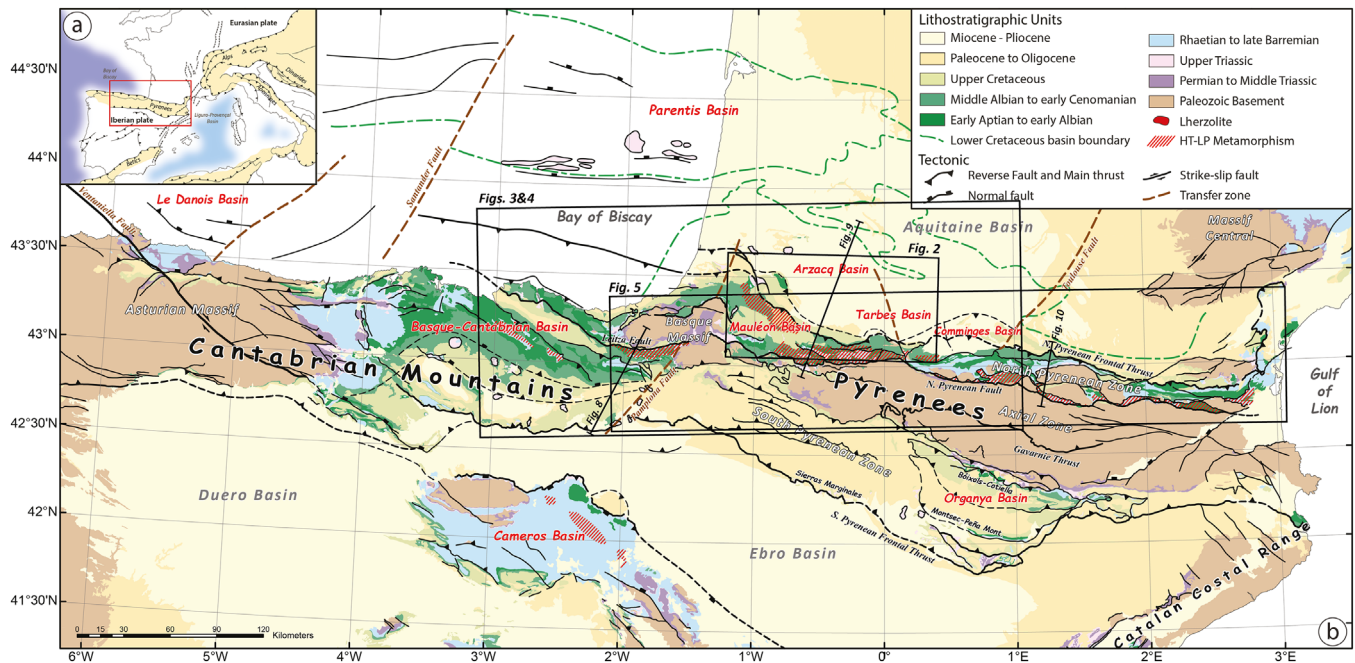 a
Eurasian plate
Alps
Dinarides
Apennines
Bay of
Biscay
Pyrenees
Iberian plate
Liguro-Provençal
Basin
Betics
Lithostratigraphic Units
Miocene - Pliocene
Paleocene to Oligocene
Upper Cretaceous
Middle Albian to early Cenomanian
Early Aptian to early Albian
Lower Cretaceous basin boundary
Rhaetian to late Barremian
Upper Triassic
Permian to Middle Triassic
Paleozoic Basement
Lherzolite
HT-LP Metamorphism
Tectonic
Reverse Fault and Main thrust
Normal fault
Strike-slip fault
Transfer zone
44°30'N
44°N
43°30'N
43°N
42°30'N
42°N
41°30'N
Parentis Basin
Santander Fault
Le Danois Basin
Ventaniella Fault
Figs. 3&4
Bay of Biscay
Aquitaine Basin
Massif
Central
Fig. 9
Fig. 2
Toulouse Fault
Arzacq Basin
Fig. 5
Asturian Massif
Basque-Cantabrian Basin
Basque
Massif
Mauléon Basin
Tarbes Basin
Comminges Basin
Fig. 10
Leitza Fault
N. Pyrenean Frontal Thrust
North Pyrenean Zone
N. Pyrenean Fault
Cantabrian Mountains
Pyrenees
Gulf
of
Lion
Fig. 8
Pamplona Fault
Axial Zone
South Pyrenean Zone
Gavarnie Thrust
Sierras Marginales
Bóixols-Cotiella
Organya Basin
Montsec-Peña Mont
S. Pyrenean Frontal Thrust
Duero Basin
Cameros Basin
Ebro Basin
Catalan Costal Range
0 15 30 60 90 120
Kilometers
b
6°W 5°W 4°W 3°W 2°W 1°W 0° 1°E 2°E 3°E